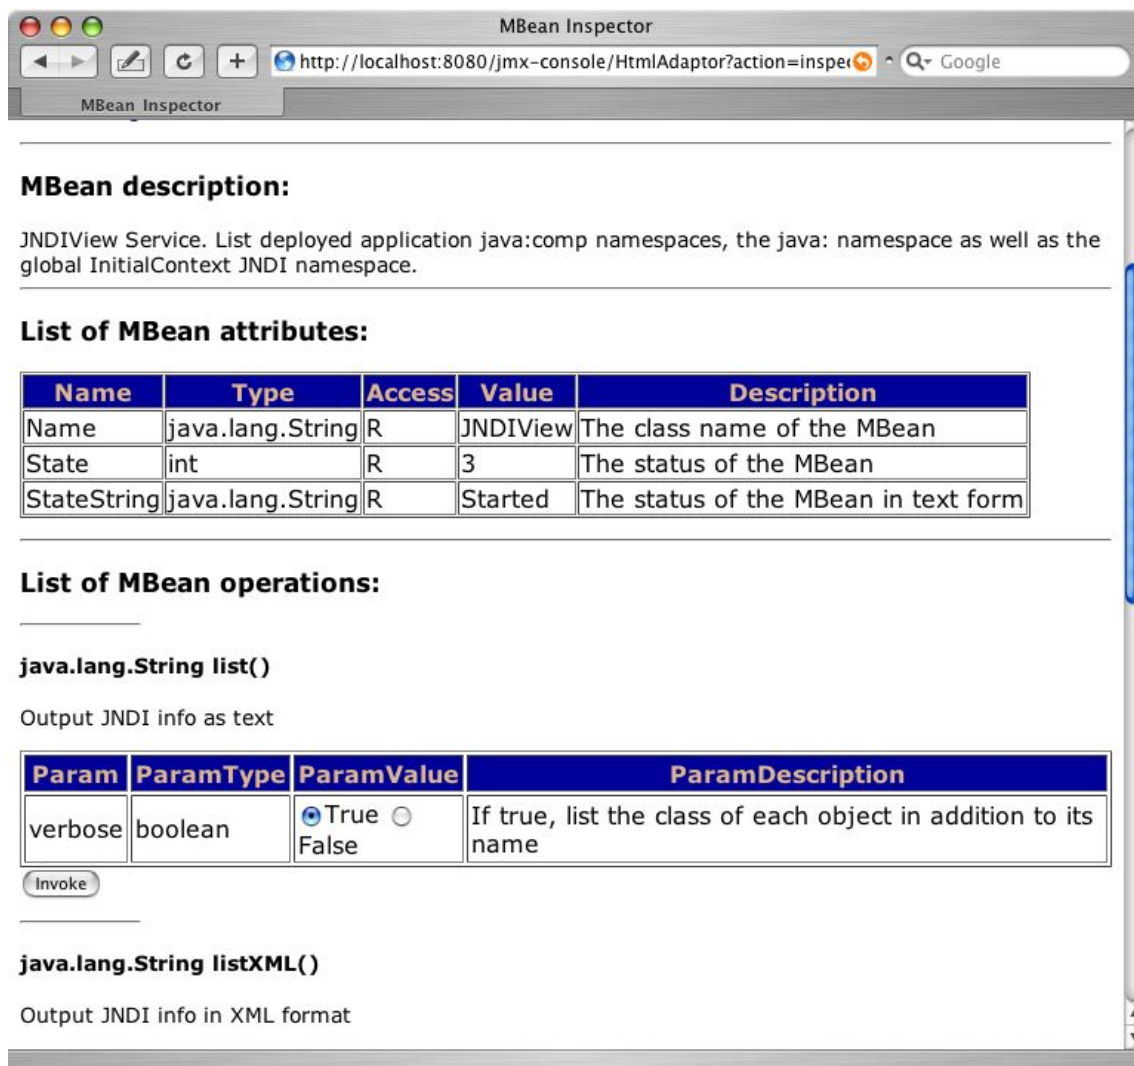 MBean Inspector
http://localhost:8080/jmx-console/HtmlAdaptor?action=inspec
Google
MBean Inspector
MBean description:
JNDIView Service. List deployed application java:comp namespaces, the java: namespace as well as the
global InitialContext JNDI namespace.
List of MBean attributes:
Name Type Access Value Description
Name java.lang.String R JNDIView The class name of the MBean
State int R 3 The status of the MBean
StateString java.lang.String R Started The status of the MBean in text form
List of MBean operations:
java.lang.String list()
Output JNDI info as text
Param ParamType ParamValue ParamDescription
verbose boolean True False If true, list the class of each object in addition to its
name
Invoke
java.lang.String listXML()
Output JNDI info in XML format